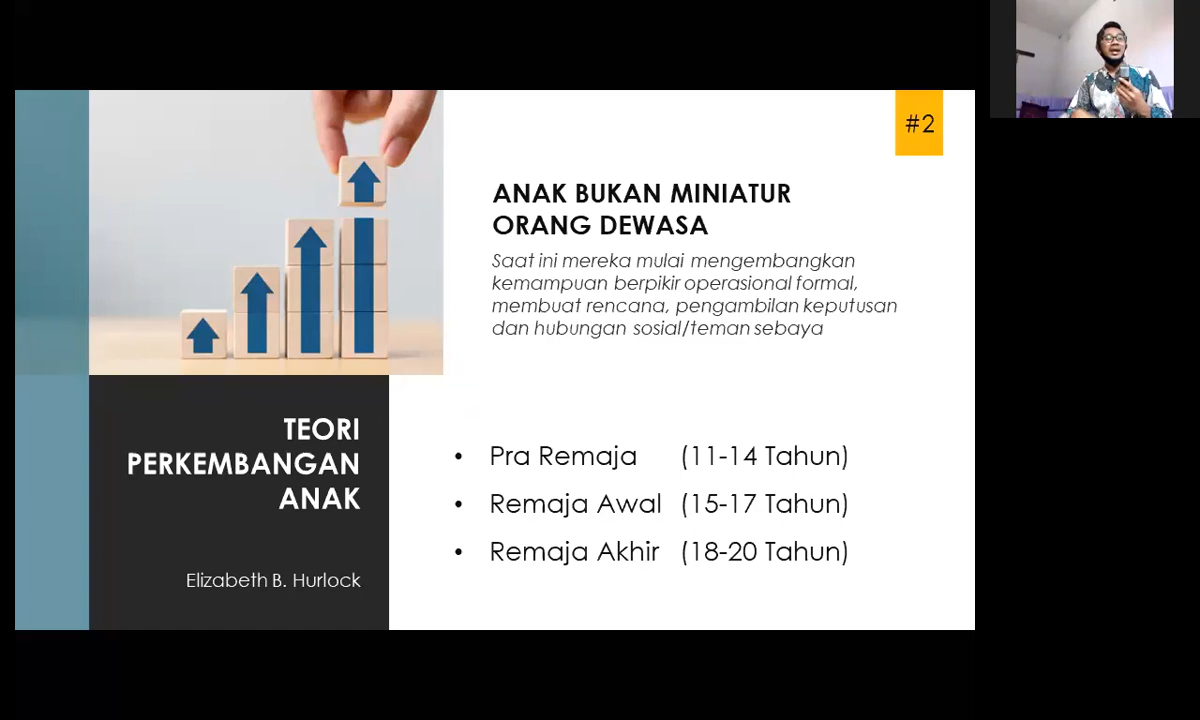 #2
ANAK BUKAN MINIATUR
ORANG DEWASA
Saat ini mereka mulai mengembangkan
kemampuan berpikir operasional formal,
membuat rencana, pengambilan keputusan
dan hubungan sosial/teman sebaya
TEORI
PERKEMBANGAN
ANAK
Elizabeth B. Hurlock
• Pra Remaja (11-14 Tahun)
• Remaja Awal (15-17 Tahun)
• Remaja Akhir (18-20 Tahun)